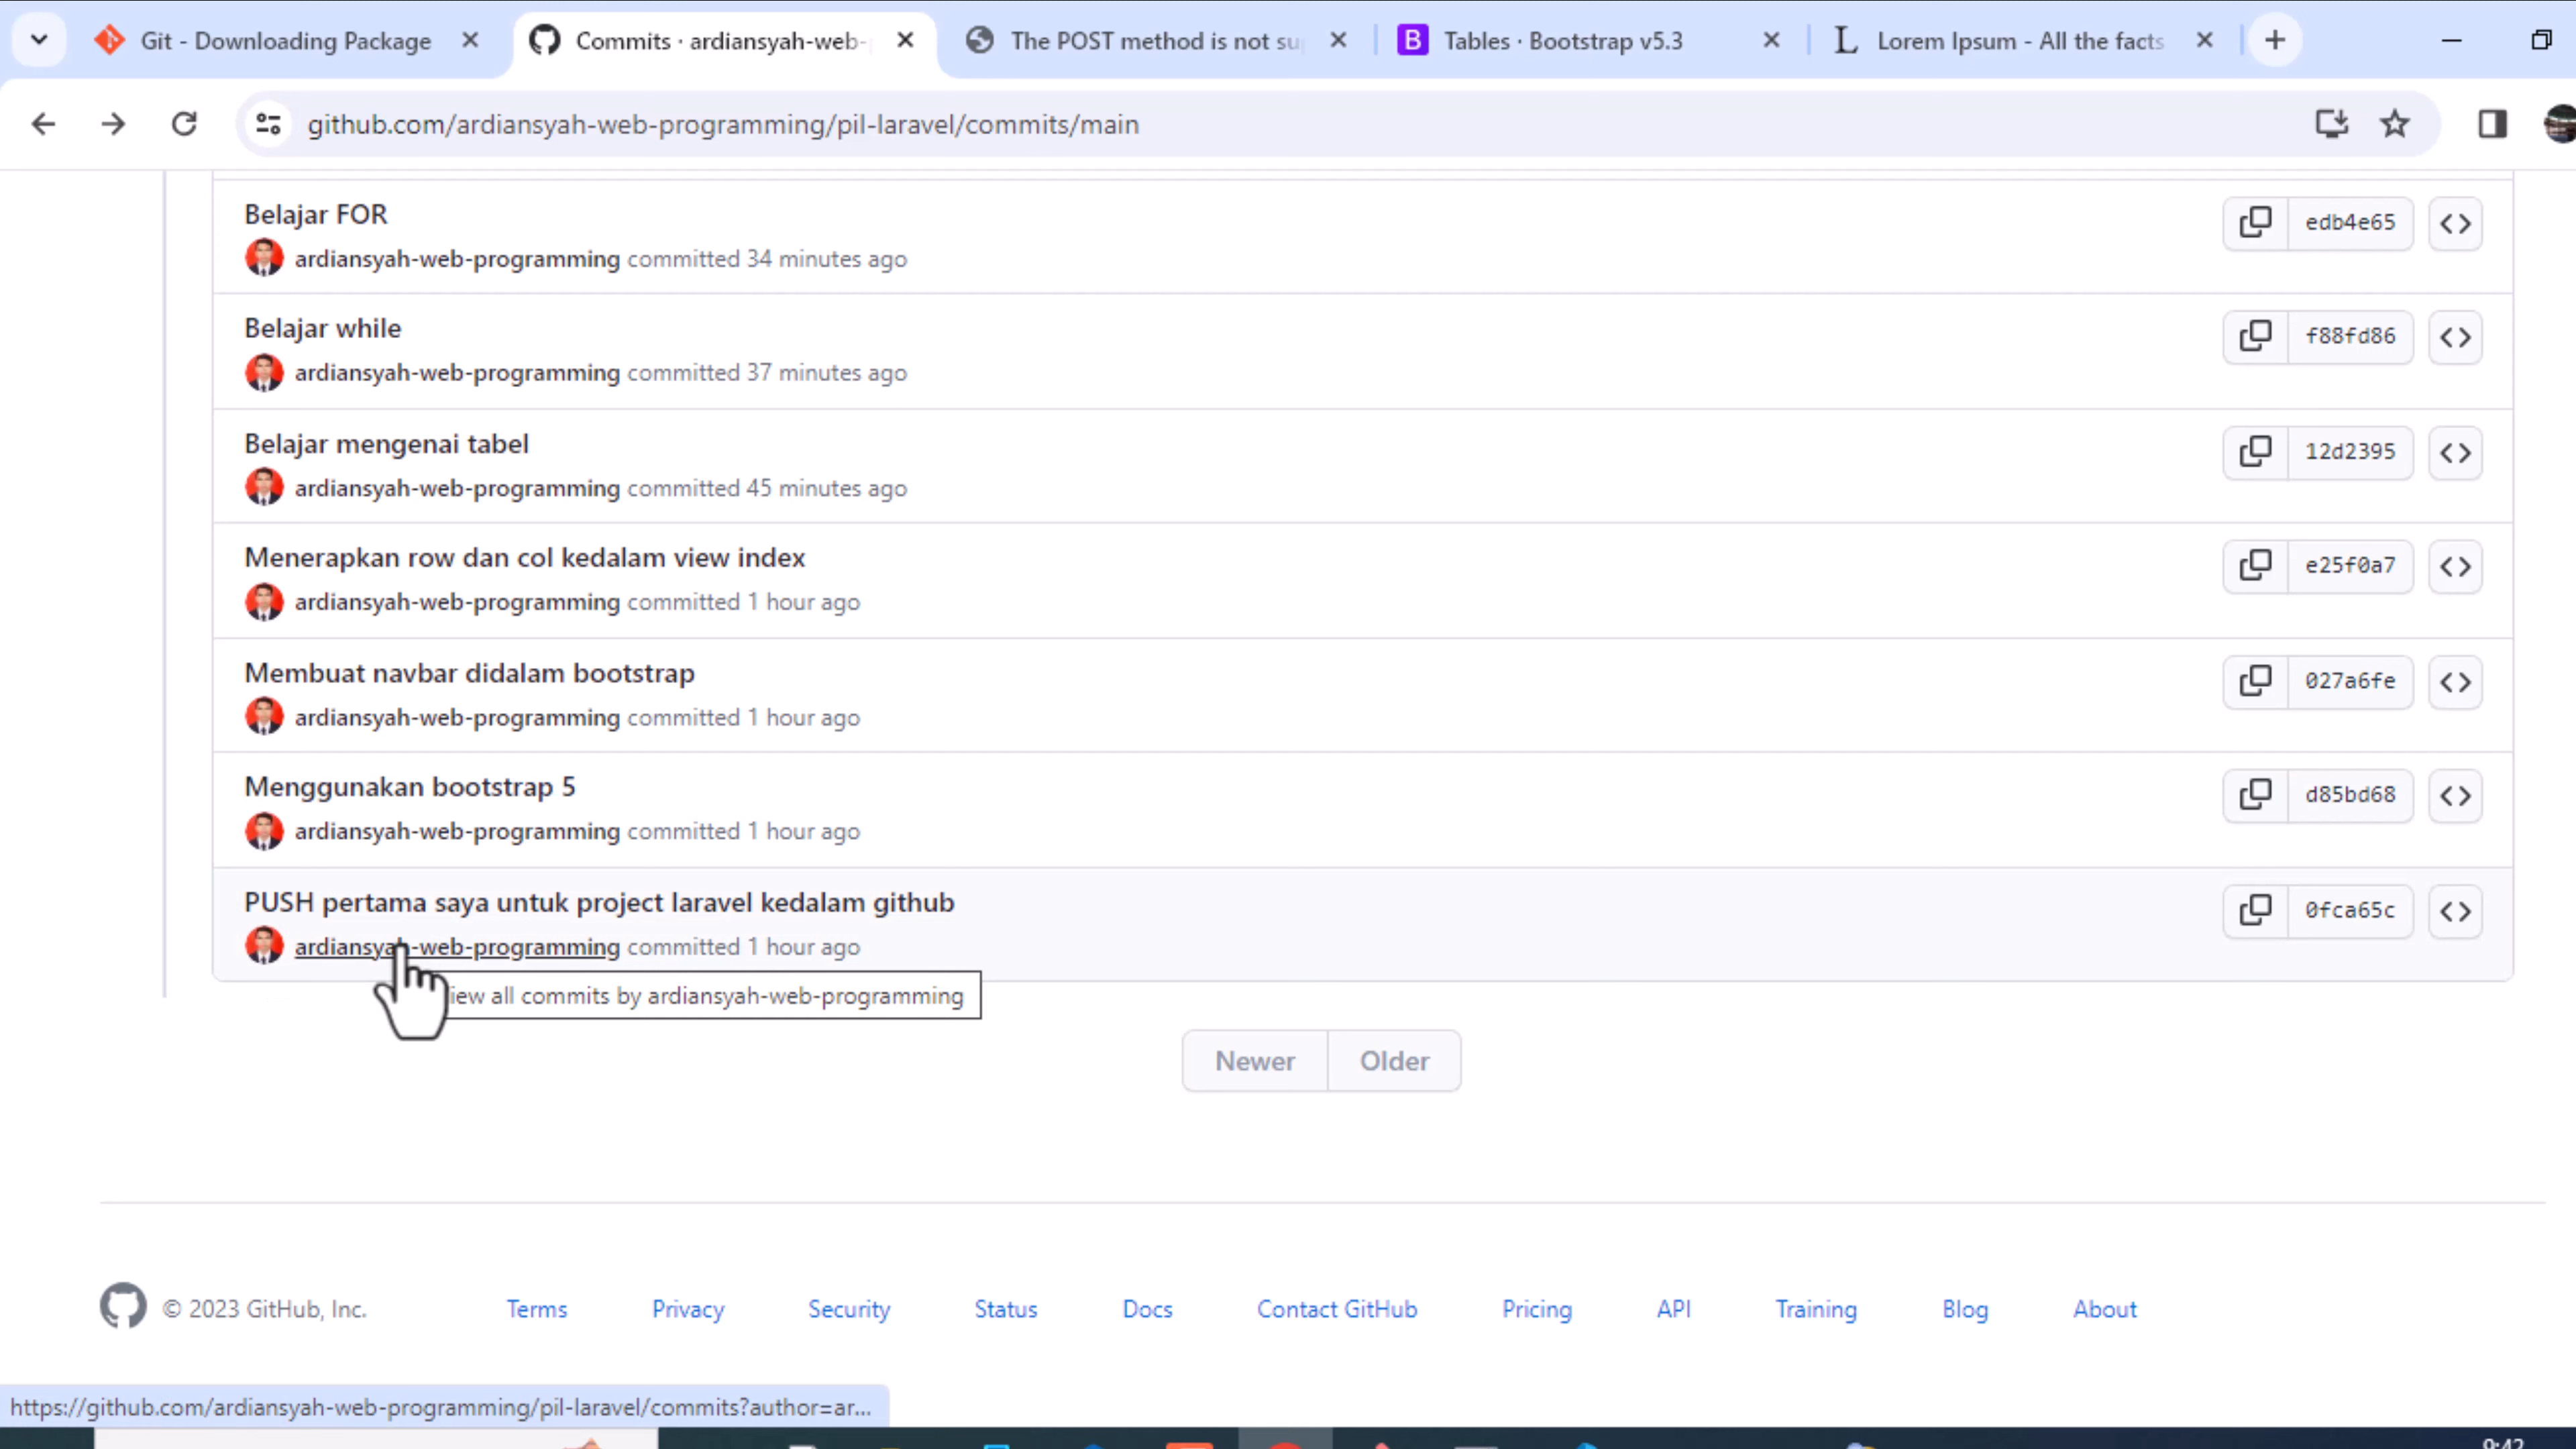 Git - Downloading Package
Commits · ardiansyah-web-
The POST method is not su
B Tables · Bootstrap v5.3
L Lorem Ipsum - All the facts
github.com/ardiansyah-web-programming/pil-laravel/commits/main
Belajar FOR
edb4e65
ardiansyah-web-programming committed 34 minutes ago
Belajar while
f88fd86
ardiansyah-web-programming committed 37 minutes ago
Belajar mengenai tabel
12d2395
ardiansyah-web-programming committed 45 minutes ago
Menerapkan row dan col kedalam view index
e25f0a7
ardiansyah-web-programming committed 1 hour ago
Membuat navbar didalam bootstrap
027a6fe
ardiansyah-web-programming committed 1 hour ago
Menggunakan bootstrap 5
d85bd68
ardiansyah-web-programming committed 1 hour ago
PUSH pertama saya untuk project laravel kedalam github
0fca65c
ardiansyah-web-programming committed 1 hour ago
iew all commits by ardiansyah-web-programming
Newer Older
© 2023 GitHub, Inc. Terms Privacy Security Status Docs Contact GitHub Pricing API Training Blog About
https://github.com/ardiansyah-web-programming/pil-laravel/commits?author=ar...
9:42